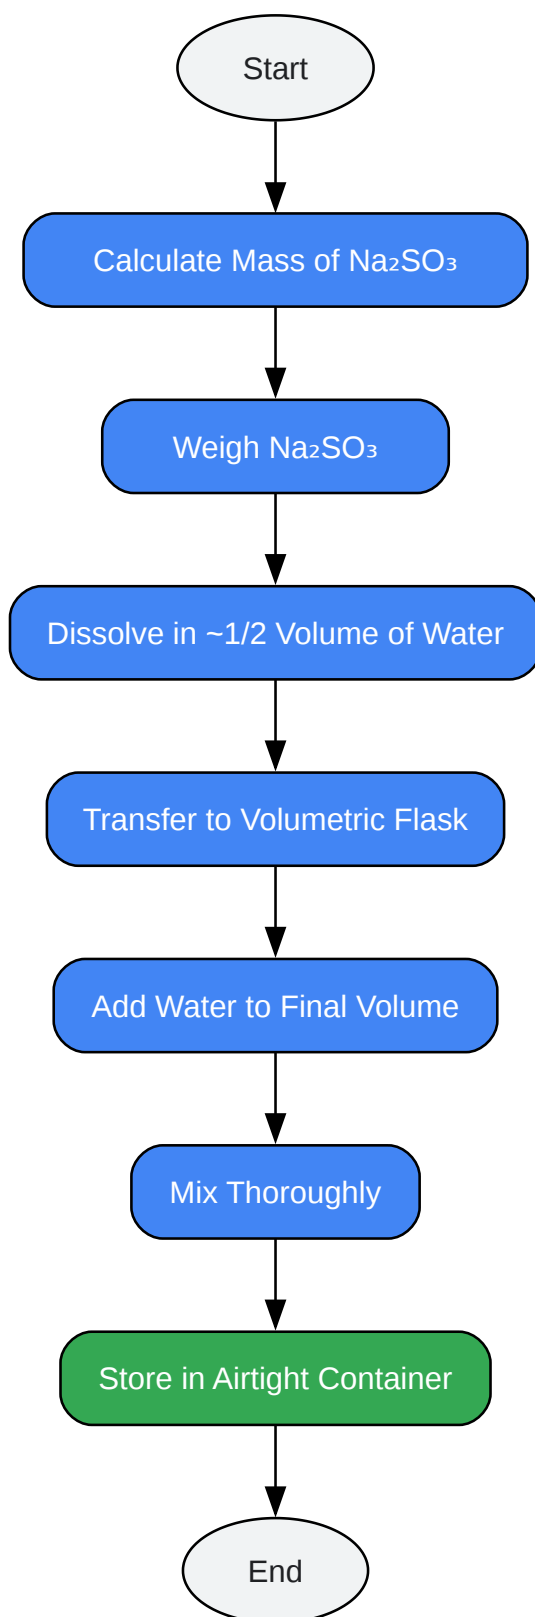 Start
Calculate Mass of Na₂SO₃
Weigh Na₂SO₃
Dissolve in ~1/2 Volume of Water
Transfer to Volumetric Flask
Add Water to Final Volume
Mix Thoroughly
Store in Airtight Container
End